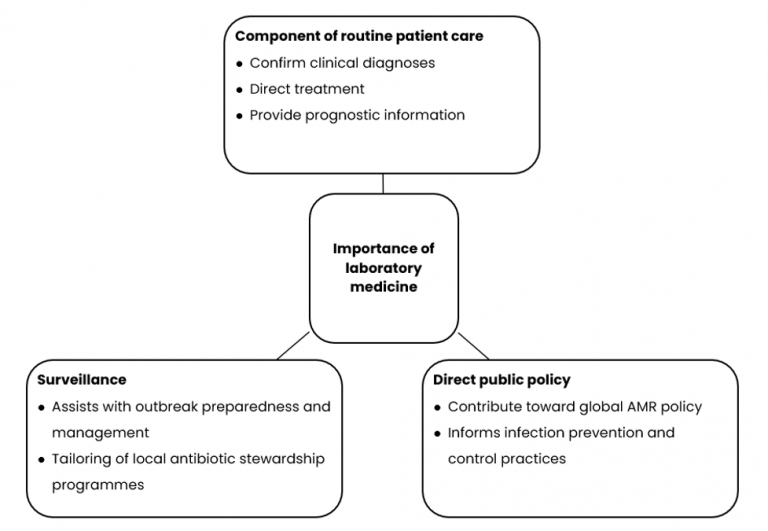 Component of routine patient care
● Confirm clinical diagnoses
● Direct treatment
● Provide prognostic information
Importance of
laboratory
medicine
Surveillance
● Assists with outbreak preparedness and
management
● Tailoring of local antibiotic stewardship
programmes
Direct public policy
● Contribute toward global AMR policy
● Informs infection prevention and
control practices